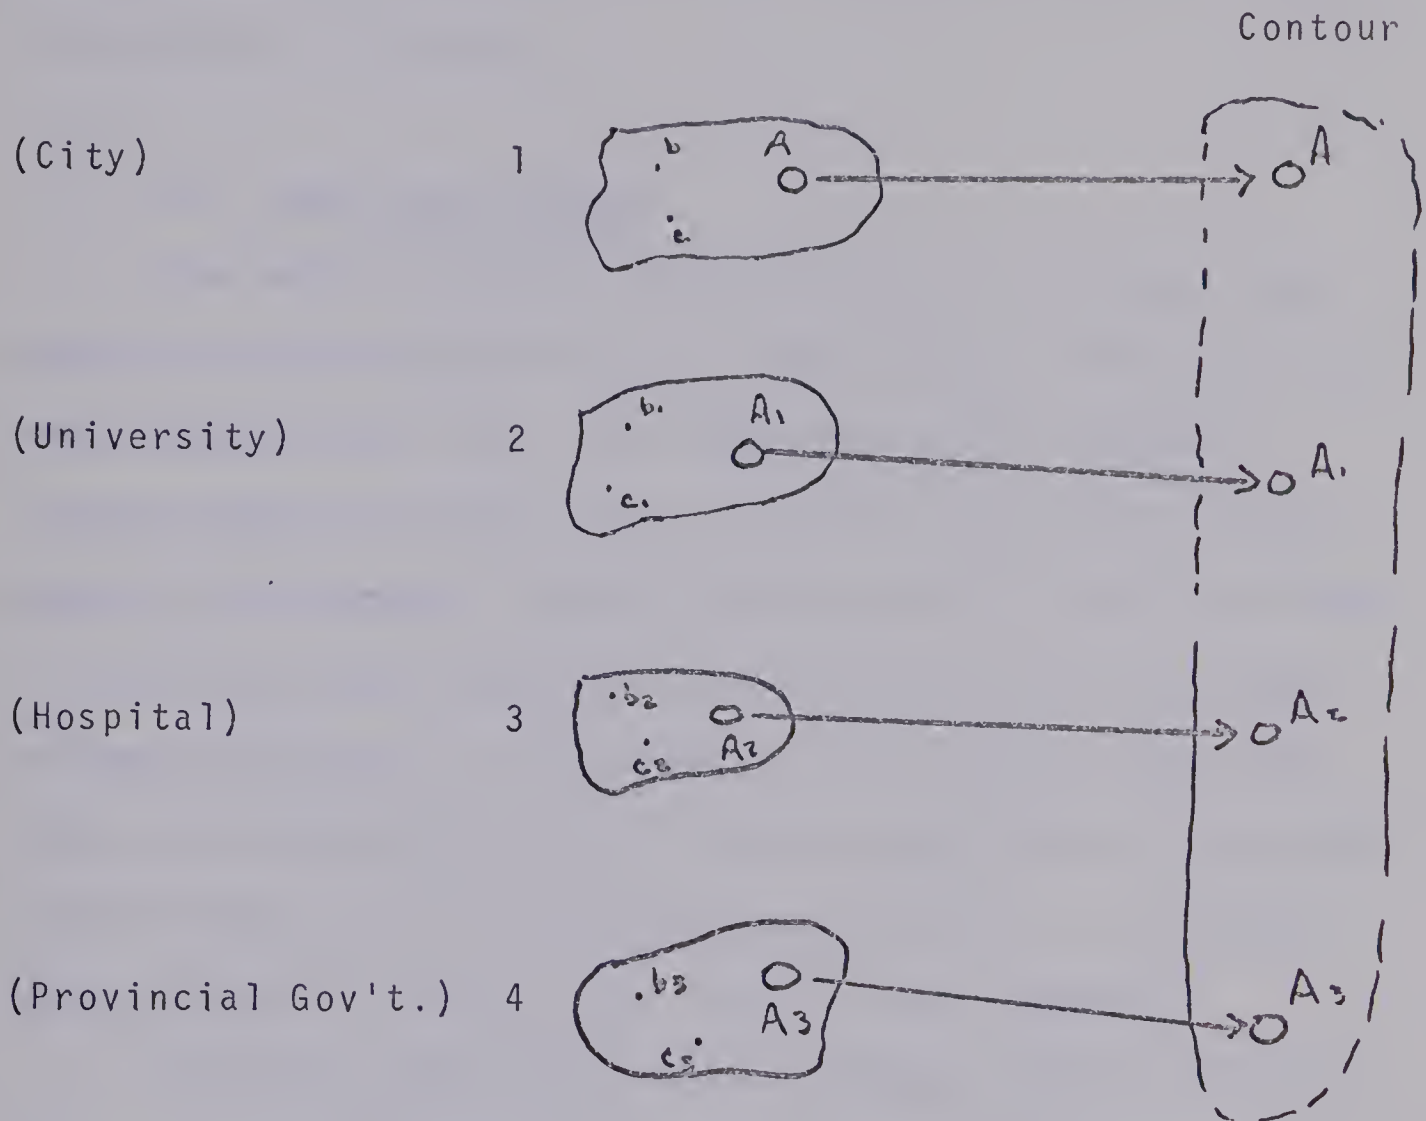 Contour
(City) 1 b A A
c
(University) 2 b₁ A₁ A₁
c₁
(Hospital) 3 b₂ A₂
c₂ A₂
(Provincial Gov't.) 4 b₃ A₃
A₃
c₃